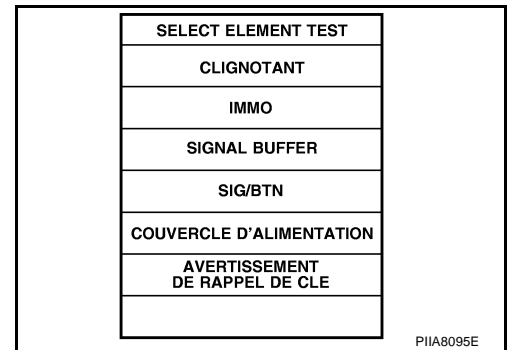 SELECT ELEMENT TEST
CLIGNOTANT
IMMO
SIGNAL BUFFER
SIG/BTN
COUVERCLE D'ALIMENTATION
AVERTISSEMENT
DE RAPPEL DE CLE
PIIA8095E